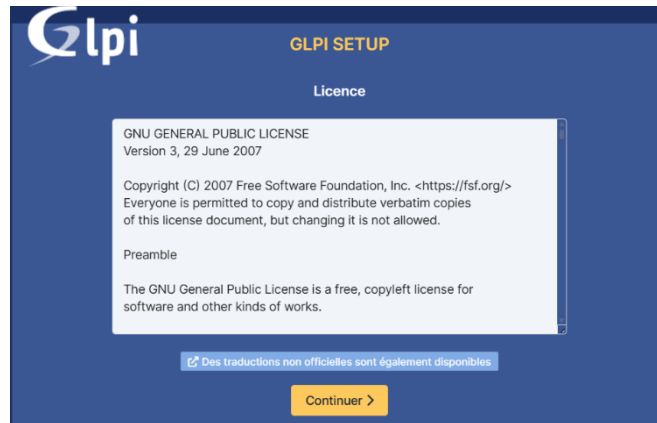 Glpi
GLPI SETUP
Licence
GNU GENERAL PUBLIC LICENSE
Version 3, 29 June 2007
Copyright (C) 2007 Free Software Foundation, Inc. <https://fsf.org/>
Everyone is permitted to copy and distribute verbatim copies
of this license document, but changing it is not allowed.
Preamble
The GNU General Public License is a free, copyleft license for
software and other kinds of works.
Des traductions non officielles sont également disponibles
Continuer